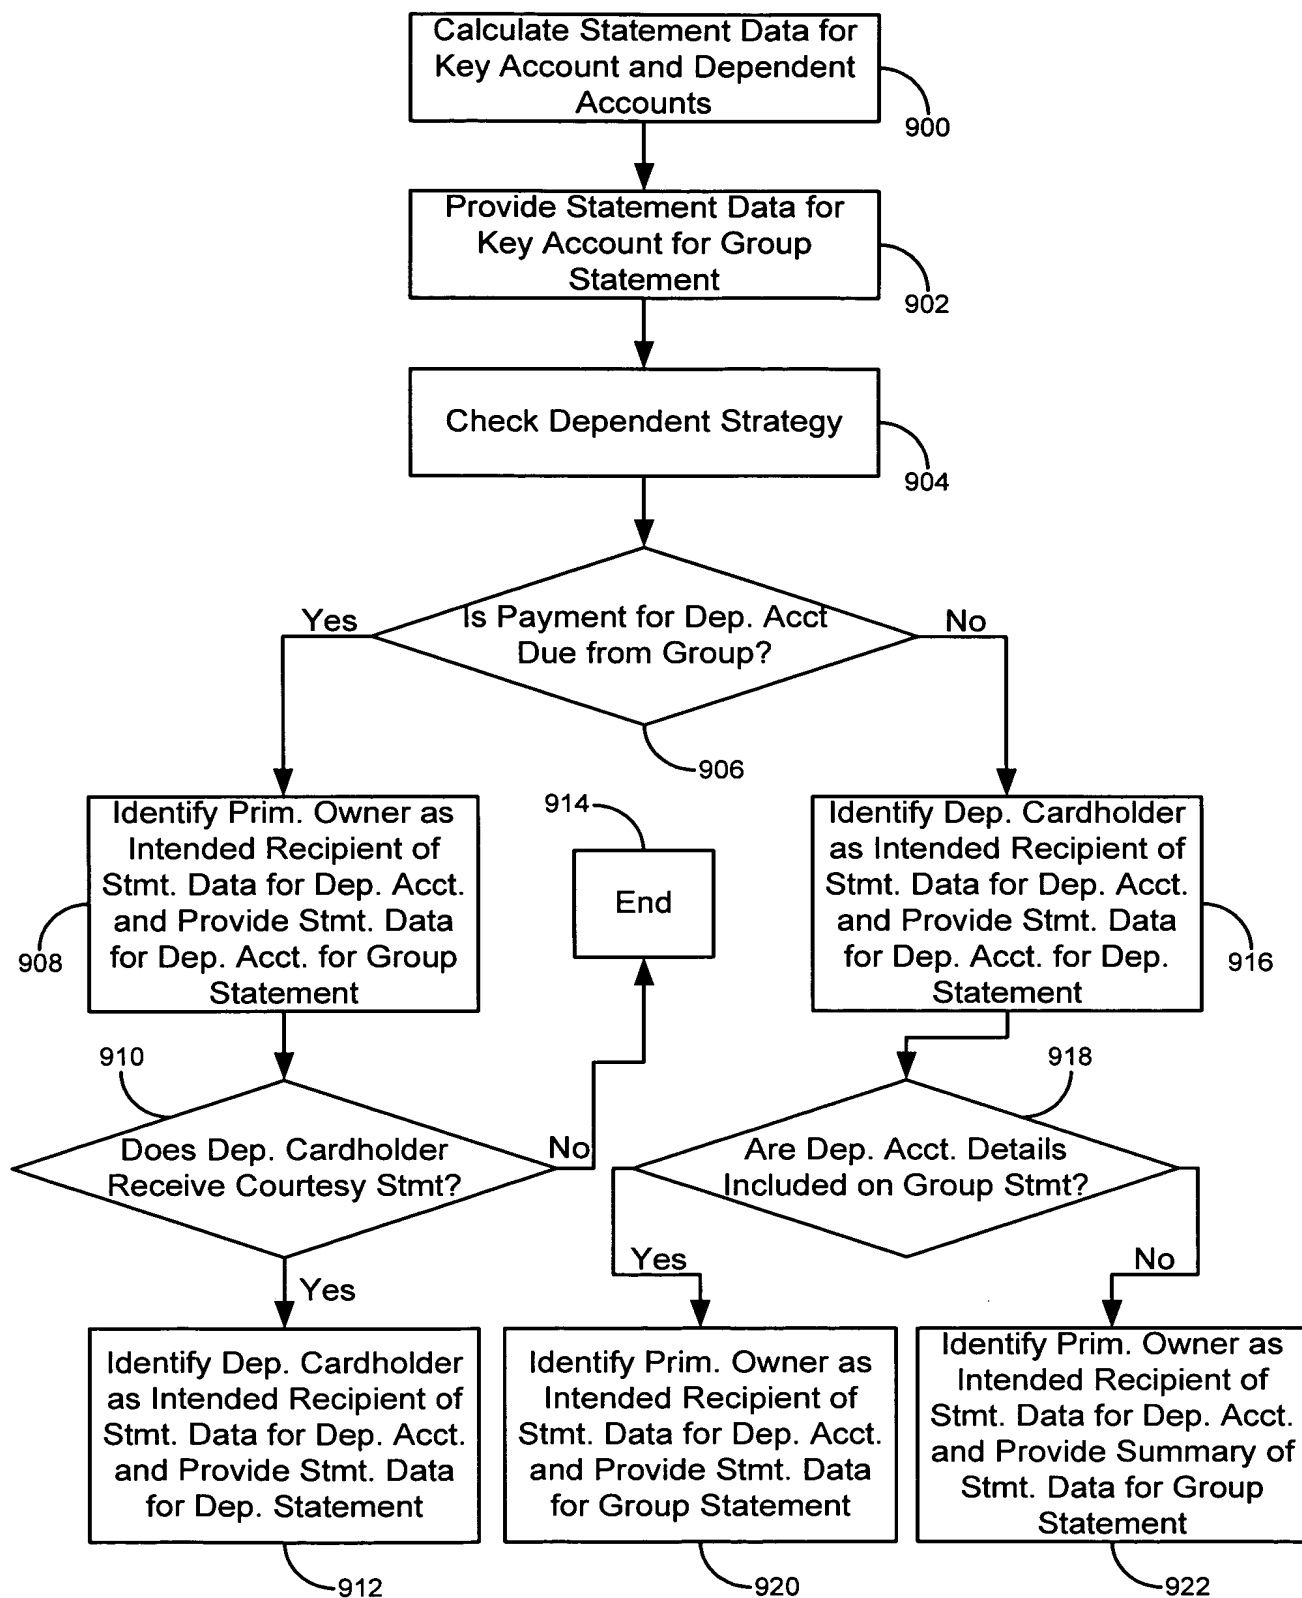 Calculate Statement Data for
Key Account and Dependent
Accounts
900
Provide Statement Data for
Key Account for Group
Statement
902
Check Dependent Strategy
904
Is Payment for Dep. Acct
Due from Group?
Yes
No
906
Identify Prim. Owner as
Intended Recipient of
Stmt. Data for Dep. Acct.
and Provide Stmt. Data
for Dep. Acct. for Group
Statement
908
914
End
Identify Dep. Cardholder
as Intended Recipient of
Stmt. Data for Dep. Acct.
and Provide Stmt. Data
for Dep. Acct. for Dep.
Statement
916
910
Does Dep. Cardholder
Receive Courtesy Stmt?
No
Yes
918
Are Dep. Acct. Details
Included on Group Stmt?
Yes
No
Identify Dep. Cardholder
as Intended Recipient of
Stmt. Data for Dep. Acct.
and Provide Stmt. Data
for Dep. Statement
912
Identify Prim. Owner as
Intended Recipient of
Stmt. Data for Dep. Acct.
and Provide Stmt. Data
for Group Statement
920
Identify Prim. Owner as
Intended Recipient of
Stmt. Data for Dep. Acct.
and Provide Summary of
Stmt. Data for Group
Statement
922